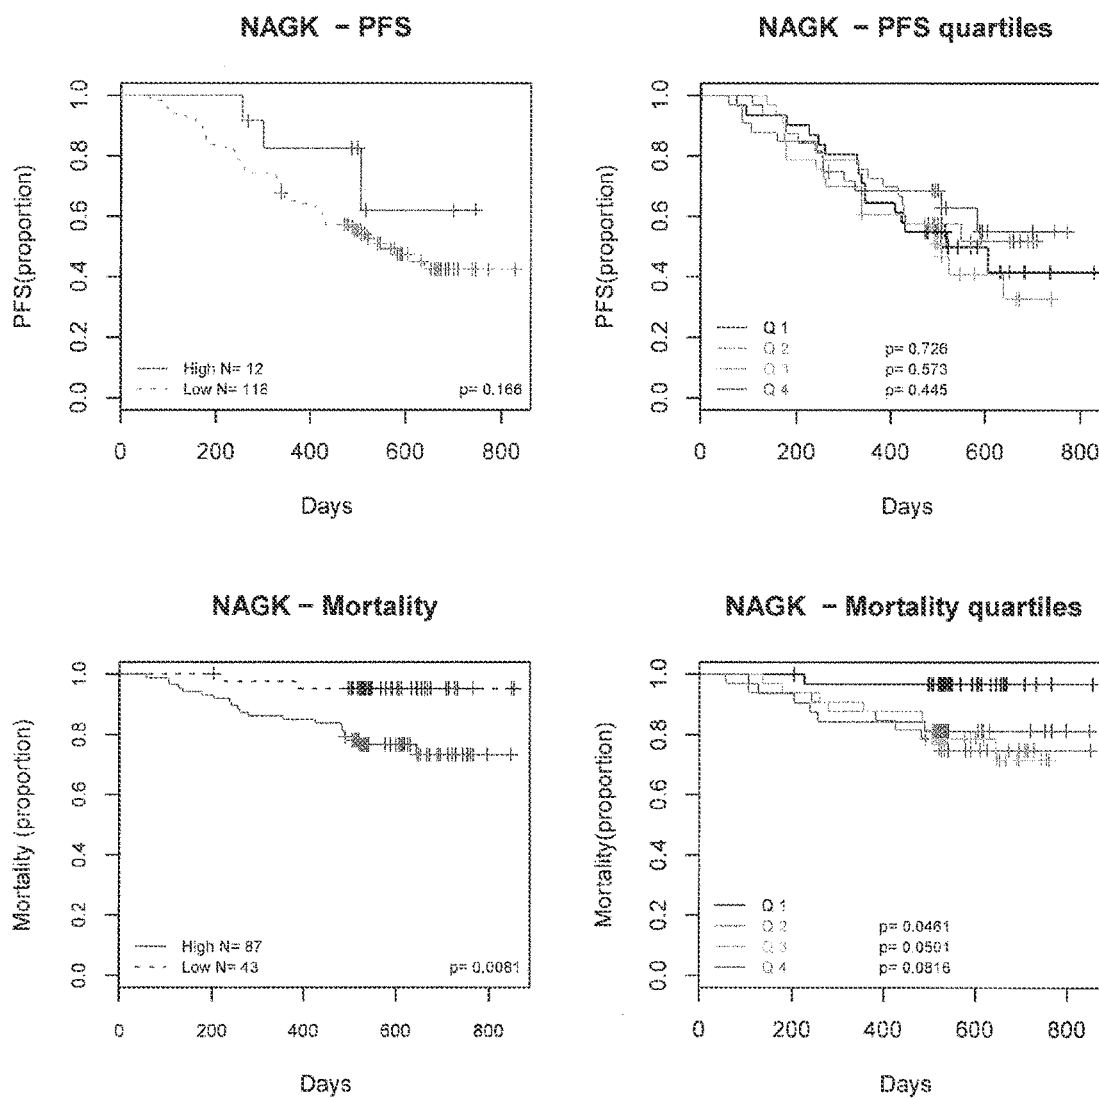 NAGK – PFS
PFS(proportion)
1.0
0.8
0.6
0.4
0.2
0.0
High N= 12
Low N= 118
p= 0.166
0 200 400 600 800
Days
NAGK – PFS quartiles
PFS(proportion)
1.0
0.8
0.6
0.4
0.2
0.0
Q 1
Q 2 p= 0.726
Q 3 p= 0.573
Q 4 p= 0.445
0 200 400 600 800
Days
NAGK – Mortality
Mortality (proportion)
1.0
0.8
0.6
0.4
0.2
0.0
High N= 87
Low N= 43 p= 0.0081
0 200 400 600 800
Days
NAGK – Mortality quartiles
Mortality(proportion)
1.0
0.8
0.6
0.4
0.2
0.0
Q 1
Q 2 p= 0.0461
Q 3 p= 0.0501
Q 4 p= 0.0816
0 200 400 600 800
Days